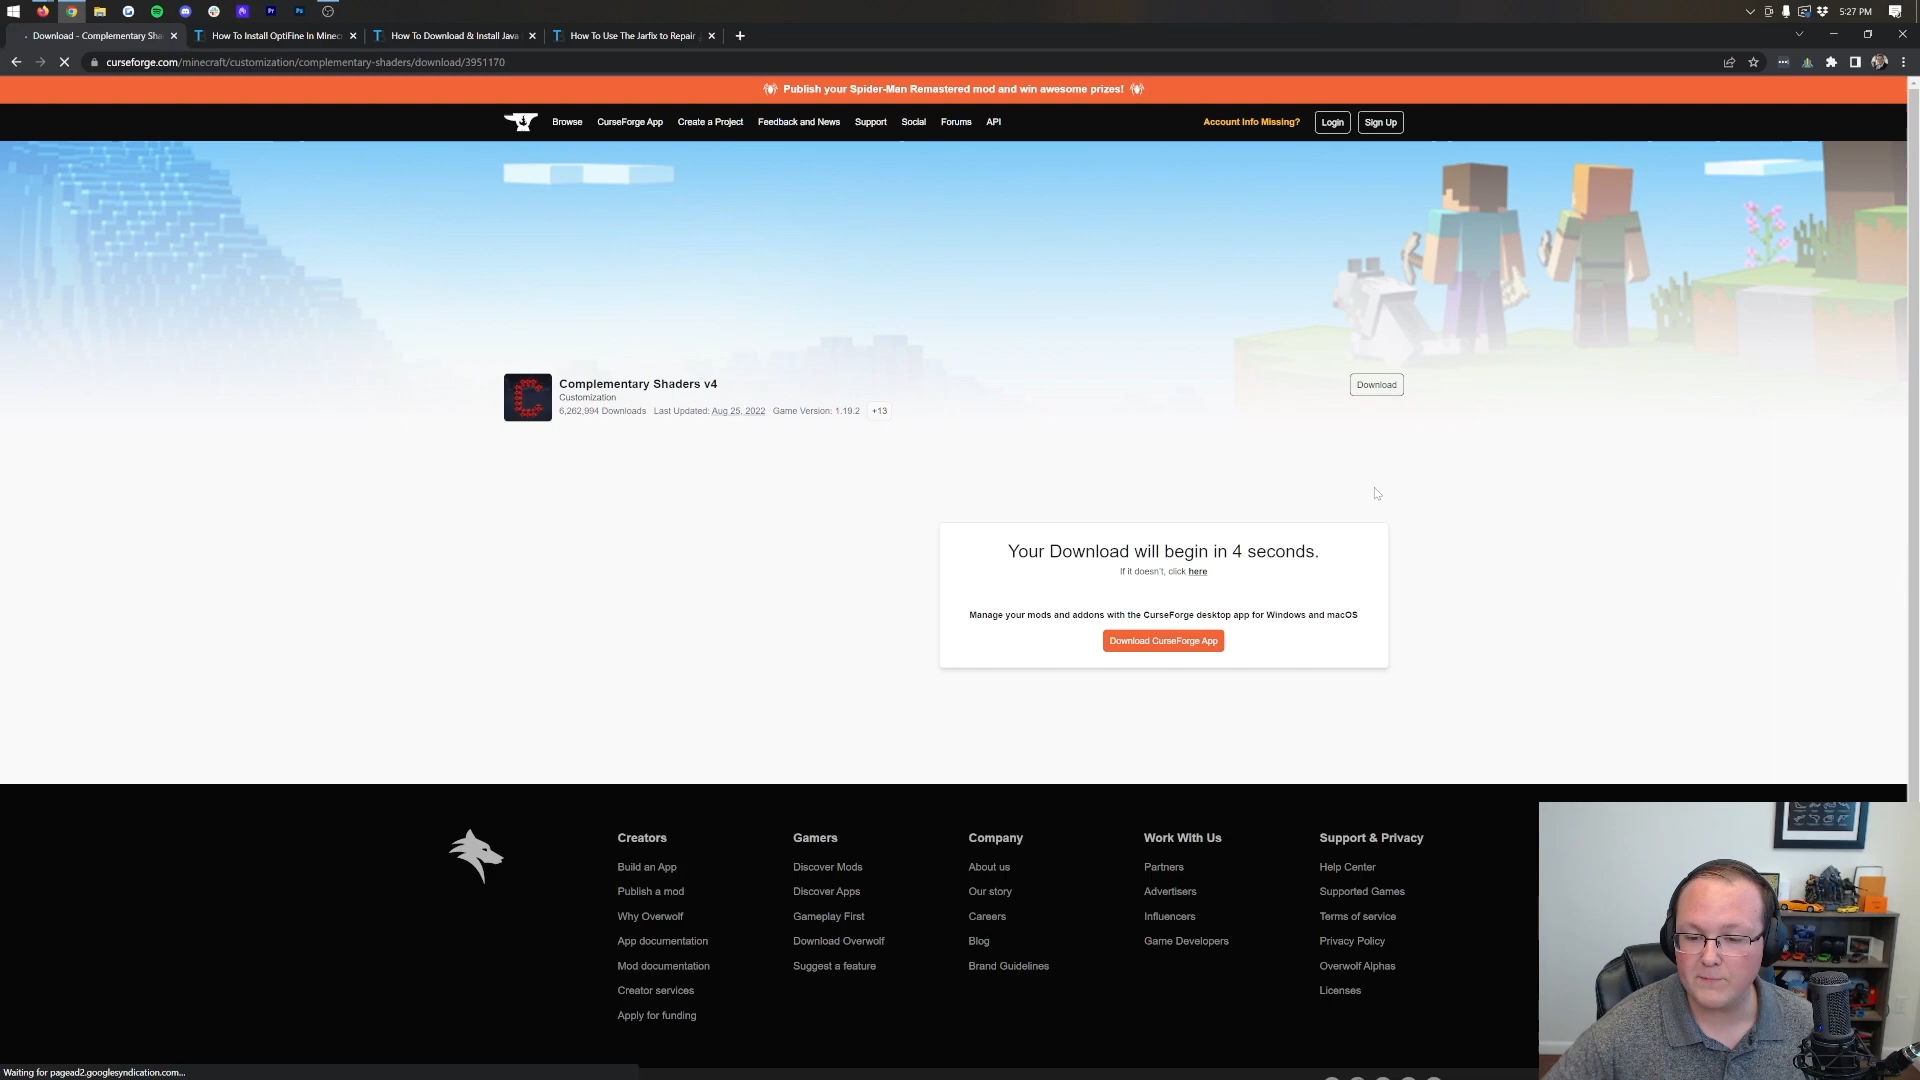 5:27 PM
Download - Complementary Sha
How To Install OptiFine In Minec
How To Download & Install Java
How To Use The Jarfix to Repair
curseforge.com/minecraft/customization/complementary-shaders/download/3951170
Publish your Spider-Man Remastered mod and win awesome prizes!
Browse CurseForge App Create a Project Feedback and News Support Social Forums API Account Info Missing? Login Sign Up
Complementary Shaders v4
Download
Customization
6,262,994 Downloads Last Updated: Aug 25, 2022 Game Version: 1.19.2 +13
Your Download will begin in 4 seconds.
If it doesn't, click here
Manage your mods and addons with the CurseForge desktop app for Windows and macOS
Download CurseForge App
Creators
Build an App
Publish a mod
Why Overwolf
App documentation
Mod documentation
Creator services
Apply for funding
Gamers
Discover Mods
Discover Apps
Gameplay First
Download Overwolf
Suggest a feature
Company
About us
Our story
Careers
Blog
Brand Guidelines
Work With Us
Partners
Advertisers
Influencers
Game Developers
Support & Privacy
Help Center
Supported Games
Terms of service
Privacy Policy
Overwolf Alphas
Licenses
Waiting for pagead2.googlesyndication.com...